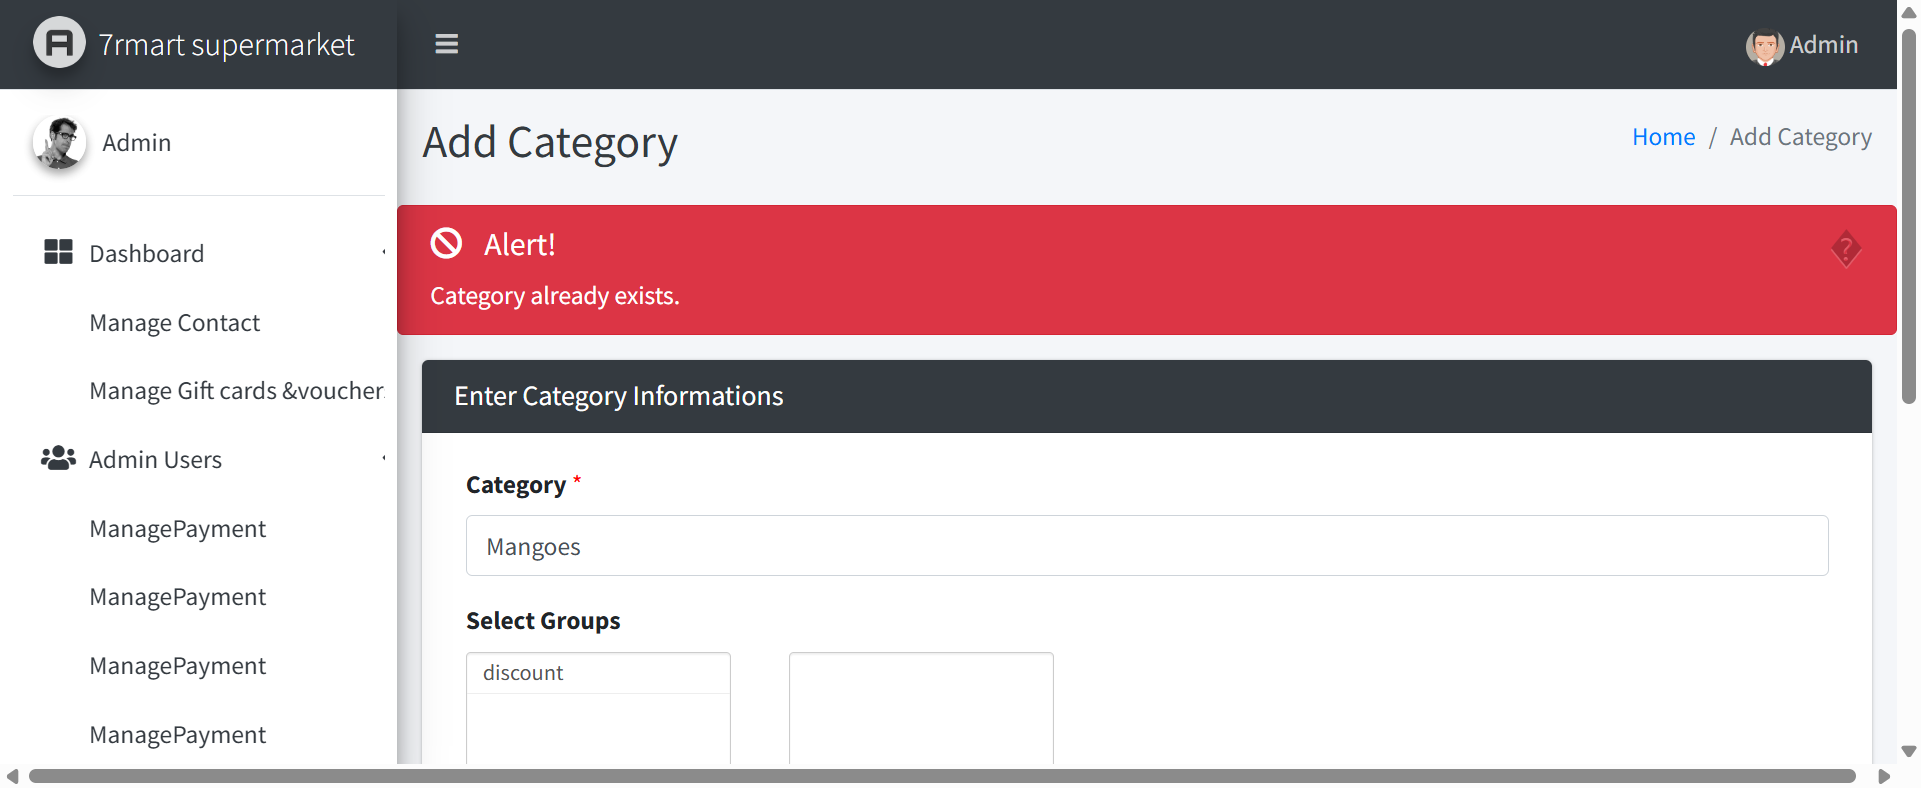 7rmart supermarket
Admin
Admin
Add Category
Home / Add Category
Dashboard
Manage Contact
Manage Gift cards &voucher
Admin Users
ManagePayment
ManagePayment
ManagePayment
ManagePayment
Alert!
Category already exists.
Enter Category Informations
Category *
Mangoes
Select Groups
discount